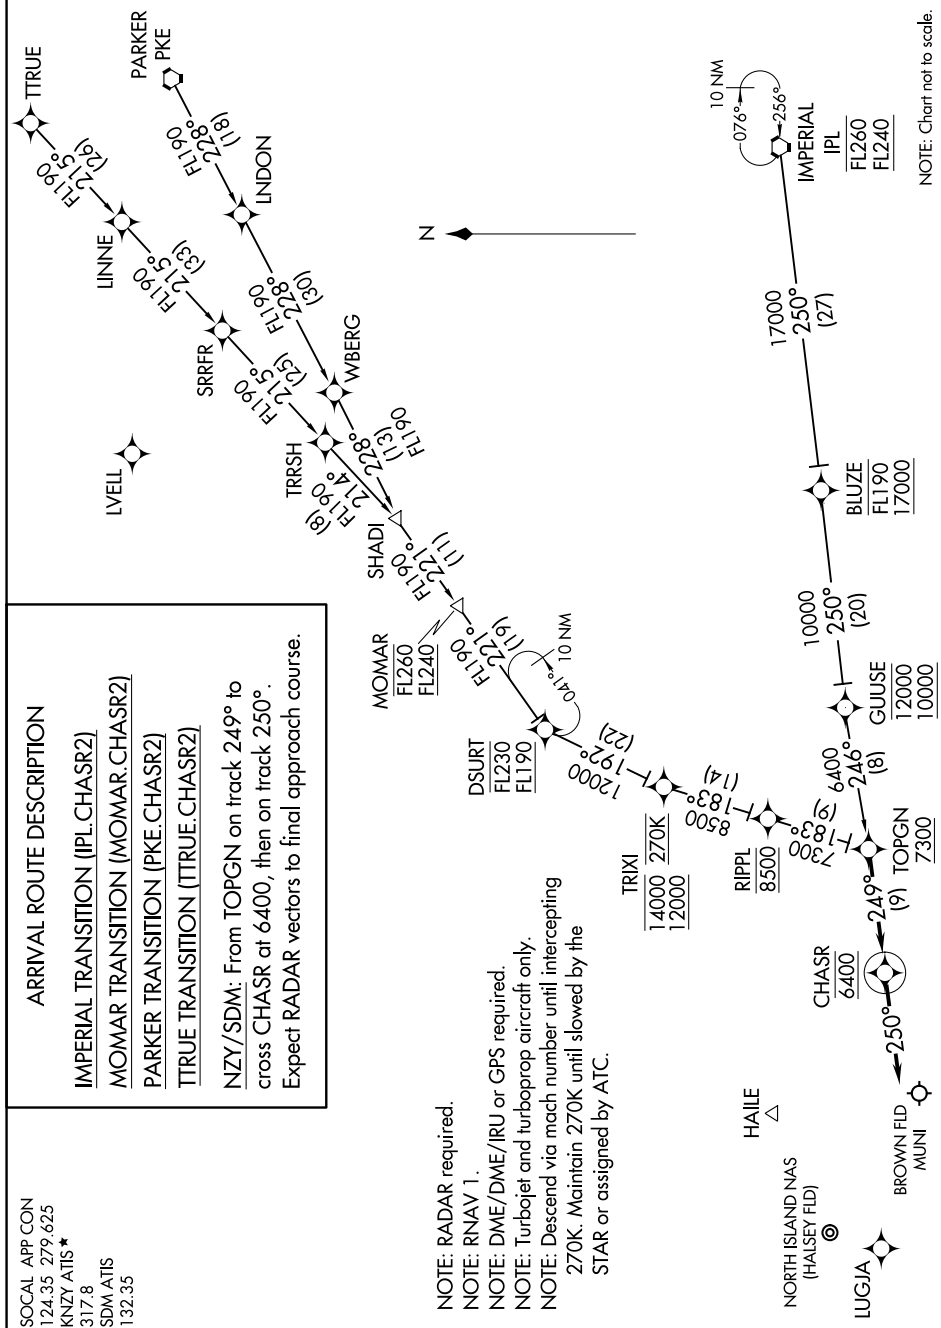 SOCAL APP CON
124.35 279.625
KNZY ATIS★
317.8
SDM ATIS
132.35
ARRIVAL ROUTE DESCRIPTION
IMPERIAL TRANSITION (IPL.CHASR2)
MOMAR TRANSITION (MOMAR.CHASR2)
PARKER TRANSITION (PKE.CHASR2)
TTRUE TRANSITION (TTRUE.CHASR2)
NZY/SDM: From TOPGN on track 249° to
cross CHASR at 6400, then on track 250°.
Expect RADAR vectors to final approach course.
TTRUE
FL190
215°
(26)
LINNE
FL190
215°
(33)
SRRFR
FL190
215°
(25)
TRRSH
FL190
214°
(8)
PARKER
PKE
FL190
228°
(18)
LNDON
FL190
228°
(30)
WBERG
228°
(13)
FL190
LVELL
SHADI
FL190
221°
(11)
MOMAR
FL260
FL240
FL190
221°
(19)
10 NM
041°
DSURT
FL230
FL190
12000
192°
(22)
TRIXI
14000 270K
12000
8500
183°
(14)
RIPPL
8500
7300
183°
(9)
N
10 NM
076°
256°
IMPERIAL
IPL
FL260
FL240
17000
250°
(27)
BLUZE
FL190
17000
10000
250°
(20)
GUUSE
12000
10000
6400
246°
(8)
TOPGN
7300
249°
(9)
CHASR
6400
250°
BROWN FLD
MUNI
HAILE
NORTH ISLAND NAS
(HALSEY FLD)
LUGJA
NOTE: RADAR required.
NOTE: RNAV 1.
NOTE: DME/DME/IRU or GPS required.
NOTE: Turbojet and turboprop aircraft only.
NOTE: Descend via mach number until intercepting
270K. Maintain 270K until slowed by the
STAR or assigned by ATC.
NOTE: Chart not to scale.